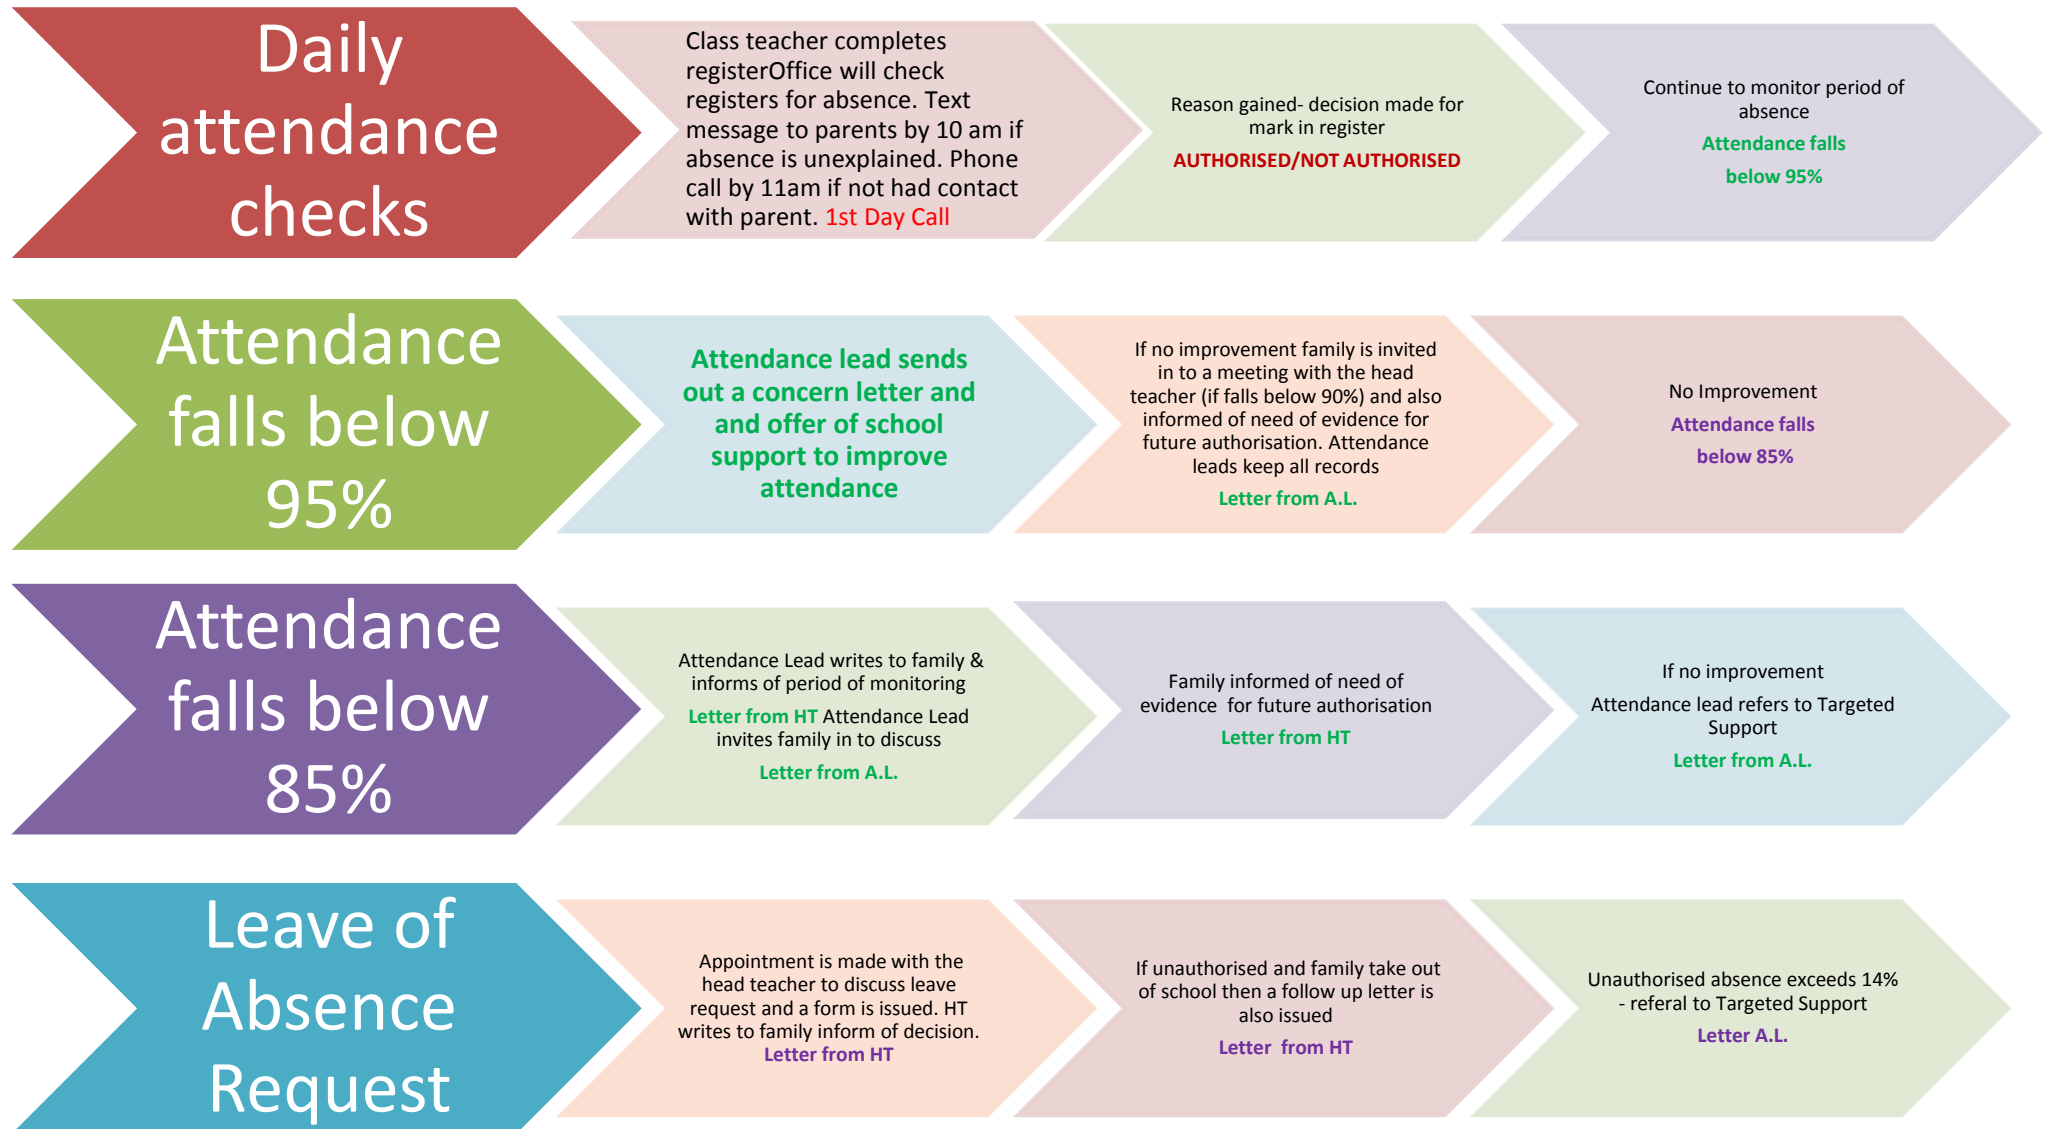 Daily
attendance
checks
Class teacher completes
registerOffice will check
registers for absence. Text
message to parents by 10 am if
absence is unexplained. Phone
call by 11am if not had contact
with parent. 1st Day Call
Reason gained- decision made for
mark in register
AUTHORISED/NOT AUTHORISED
Continue to monitor period of
absence
Attendance falls
below 95%
Attendance
falls below
95%
Attendance lead sends
out a concern letter and
and offer of school
support to improve
attendance
If no improvement family is invited
in to a meeting with the head
teacher (if falls below 90%) and also
informed of need of evidence for
future authorisation. Attendance
leads keep all records
Letter from A.L.
No Improvement
Attendance falls
below 85%
Attendance
falls below
85%
Attendance Lead writes to family &
informs of period of monitoring
Letter from HT Attendance Lead
invites family in to discuss
Letter from A.L.
Family informed of need of
evidence  for future authorisation
Letter from HT
If no improvement
Attendance lead refers to Targeted
Support
Letter from A.L.
Leave of
Absence
Request
Appointment is made with the
head teacher to discuss leave
request and a form is issued. HT
writes to family inform of decision.
Letter from HT
If unauthorised and family take out
of school then a follow up letter is
also issued
Letter  from HT
Unauthorised absence exceeds 14%
- referal to Targeted Support
Letter A.L.